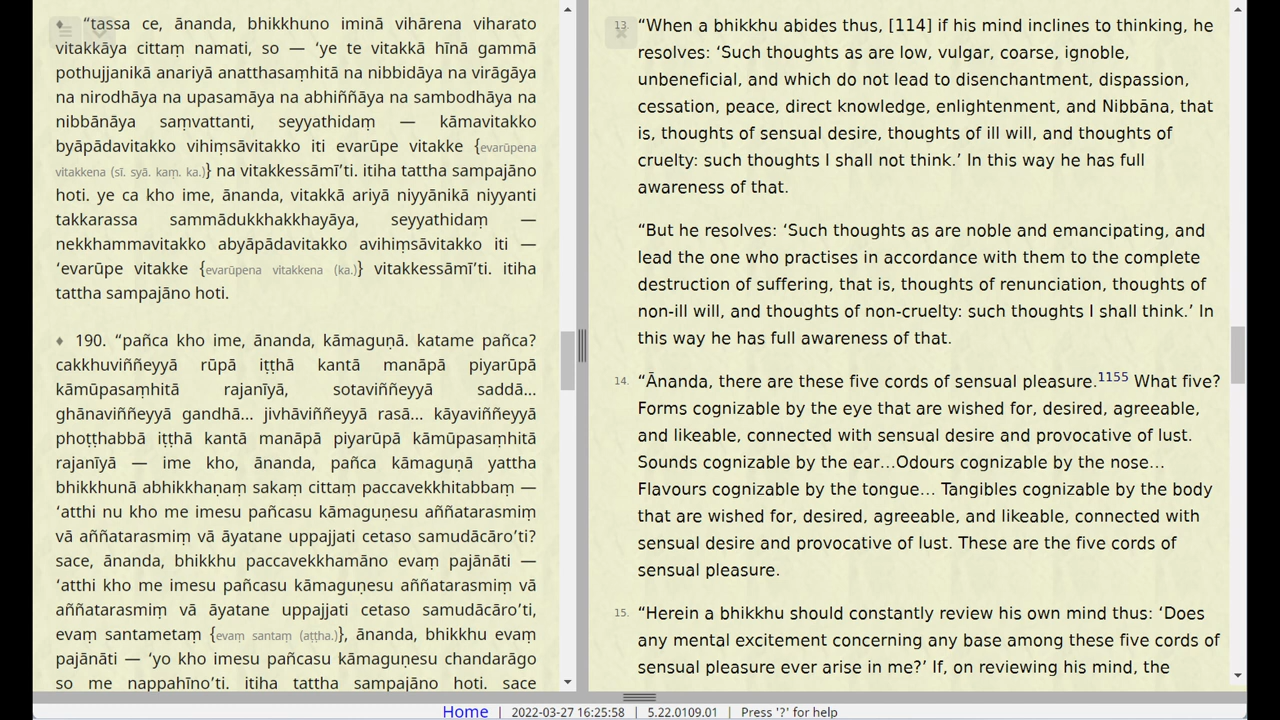 ♦ “tassa ce, ānanda, bhikkhuno iminā vihārena viharato
vitakkāya cittaṃ namati, so — ‘ye te vitakkā hīnā gammā
pothujjanikā anariyā anatthasaṃhitā na nibbidāya na virāgāya
na nirodhāya na upasamāya na abhiññāya na sambodhāya na
nibbānāya saṃvattanti, seyyathidaṃ — kāmavitakko
byāpādavitakko vihiṃsāvitakko iti evarūpe vitakke {evarūpena
vitakkena (sī. syā. kaṃ. ka.)} na vitakkessāmī’ti. itiha tattha sampajāno
hoti. ye ca kho ime, ānanda, vitakkā ariyā niyyānikā niyyanti
takkarassa sammādukkhakkhayāya, seyyathidaṃ —
nekkhammavitakko abyāpādavitakko avihiṃsāvitakko iti —
‘evarūpe vitakke {evarūpena vitakkena (ka.)} vitakkessāmī’ti. itiha
tattha sampajāno hoti.
♦ 190. “pañca kho ime, ānanda, kāmaguṇā. katame pañca?
cakkhuviññeyyā rūpā iṭṭhā kantā manāpā piyarūpā
kāmūpasaṃhitā rajanīyā, sotaviññeyyā saddā...
ghānaviññeyyā gandhā... jivhāviññeyyā rasā... kāyaviññeyyā
phoṭṭhabbā iṭṭhā kantā manāpā piyarūpā kāmūpasaṃhitā
rajanīyā — ime kho, ānanda, pañca kāmaguṇā yattha
bhikkhunā abhikkhaṇaṃ sakaṃ cittaṃ paccavekkhitabbaṃ —
‘atthi nu kho me imesu pañcasu kāmaguṇesu aññatarasmiṃ
vā aññatarasmiṃ vā āyatane uppajjati cetaso samudācāro’ti?
sace, ānanda, bhikkhu paccavekkhamāno evaṃ pajānāti —
‘atthi kho me imesu pañcasu kāmaguṇesu aññatarasmiṃ vā
aññatarasmiṃ vā āyatane uppajjati cetaso samudācāro’ti,
evaṃ santametaṃ {evaṃ santaṃ (aṭṭha.)}, ānanda, bhikkhu evaṃ
pajānāti — ‘yo kho imesu pañcasu kāmaguṇesu chandarāgo
so me nappahīno’ti. itiha tattha sampajāno hoti. sace
13. “When a bhikkhu abides thus, [114] if his mind inclines to thinking, he
resolves: ‘Such thoughts as are low, vulgar, coarse, ignoble,
unbeneficial, and which do not lead to disenchantment, dispassion,
cessation, peace, direct knowledge, enlightenment, and Nibbāna, that
is, thoughts of sensual desire, thoughts of ill will, and thoughts of
cruelty: such thoughts I shall not think.’ In this way he has full
awareness of that.
“But he resolves: ‘Such thoughts as are noble and emancipating, and
lead the one who practises in accordance with them to the complete
destruction of suffering, that is, thoughts of renunciation, thoughts of
non-ill will, and thoughts of non-cruelty: such thoughts I shall think.’ In
this way he has full awareness of that.
14. “Ānanda, there are these five cords of sensual pleasure.1155 What five?
Forms cognizable by the eye that are wished for, desired, agreeable,
and likeable, connected with sensual desire and provocative of lust.
Sounds cognizable by the ear…Odours cognizable by the nose…
Flavours cognizable by the tongue… Tangibles cognizable by the body
that are wished for, desired, agreeable, and likeable, connected with
sensual desire and provocative of lust. These are the five cords of
sensual pleasure.
15. “Herein a bhikkhu should constantly review his own mind thus: ‘Does
any mental excitement concerning any base among these five cords of
sensual pleasure ever arise in me?’ If, on reviewing his mind, the
Home | 2022-03-27 16:25:58 | 5.22.0109.01 | Press '?' for help